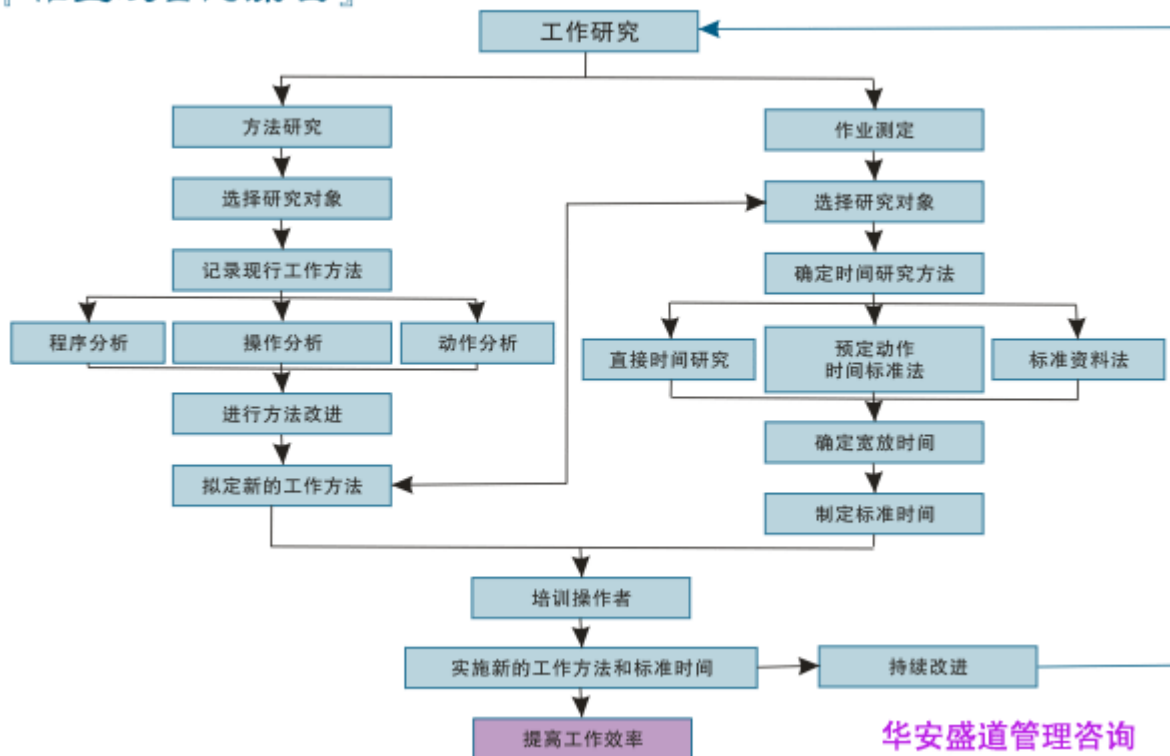 工作研究
方法研究
作业测定
选择研究对象
选择研究对象
记录现行工作方法
确定时间研究方法
程序分析
操作分析
动作分析
直接时间研究
预定动作
时间标准法
标准资料法
进行方法改进
确定宽放时间
拟定新的工作方法
制定标准时间
培训操作者
实施新的工作方法和标准时间
持续改进
提高工作效率
华安盛道管理咨询